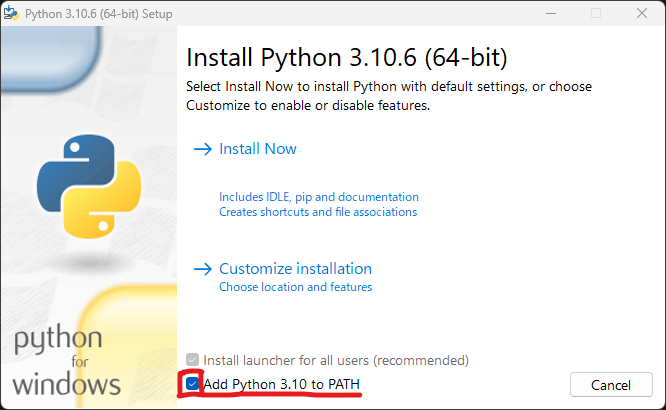 Python 3.10.6 (64-bit) Setup
Install Python 3.10.6 (64-bit)
Select Install Now to install Python with default settings, or choose
Customize to enable or disable features.
Install Now
Includes IDLE, pip and documentation
Creates shortcuts and file associations
Customize installation
Choose location and features
python
for
windows
Install launcher for all users (recommended)
Add Python 3.10 to PATH
Cancel